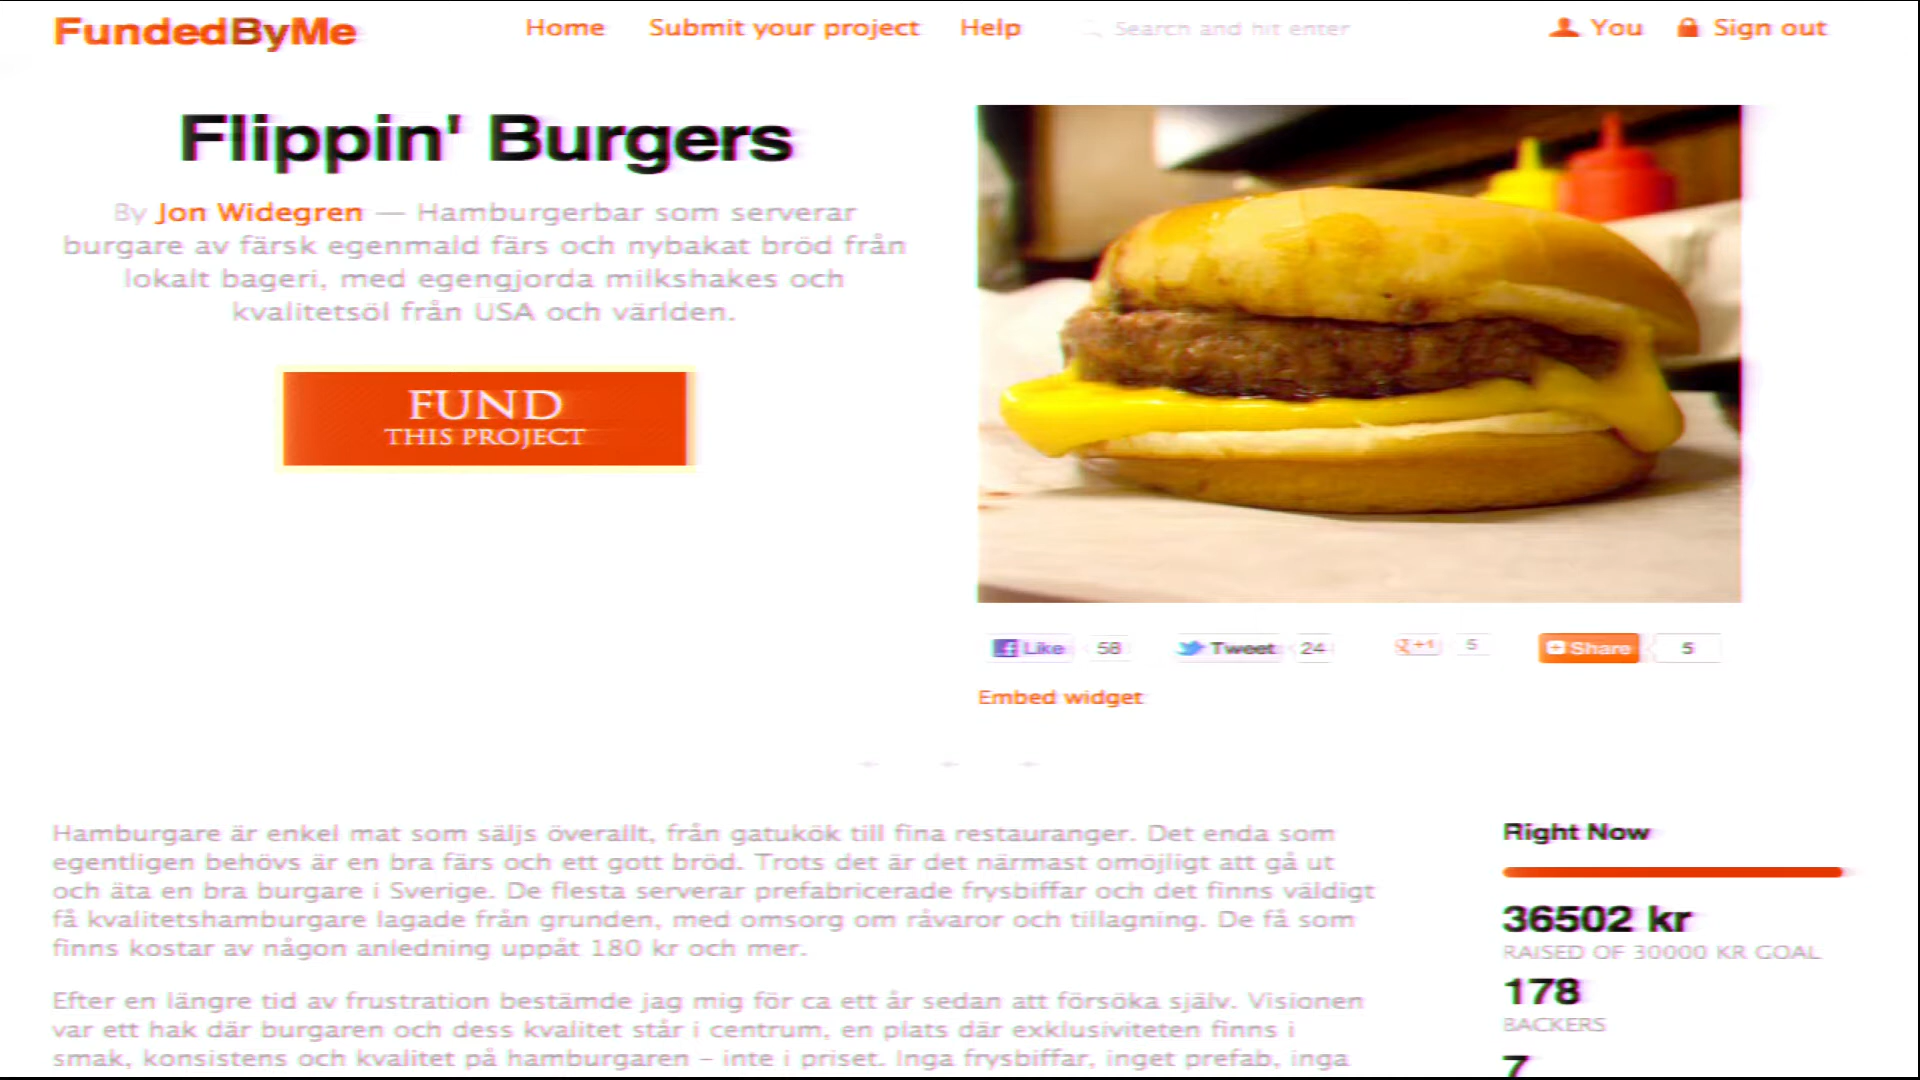 FundedByMe
Home Submit your project Help Search and hit enter You Sign out
Flippin' Burgers
By Jon Widegren — Hamburgerbar som serverar
burgare av färsk egenmald färs och nybakat bröd från
lokalt bageri, med egengjorda milkshakes och
kvalitetsöl från USA och världen.
FUND
THIS PROJECT
Like 58 Tweet 24 +1 5 Share 5
Embed widget
Hamburgare är enkel mat som säljs överallt, från gatukök till fina restauranger. Det enda som
egentligen behövs är en bra färs och ett gott bröd. Trots det är det närmast omöjligt att gå ut
och äta en bra burgare i Sverige. De flesta serverar prefabricerade frysbiffar och det finns väldigt
få kvalitetshamburgare lagade från grunden, med omsorg om råvaror och tillagning. De få som
finns kostar av någon anledning uppåt 180 kr och mer.
Efter en längre tid av frustration bestämde jag mig för ca ett år sedan att försöka själv. Visionen
var ett hak där burgaren och dess kvalitet står i centrum, en plats där exklusiviteten finns i
smak, konsistens och kvalitet på hamburgaren – inte i priset. Inga frysbiffar, inget prefab, inga
Right Now
36502 kr
RAISED OF 30000 KR GOAL
178
BACKERS
7